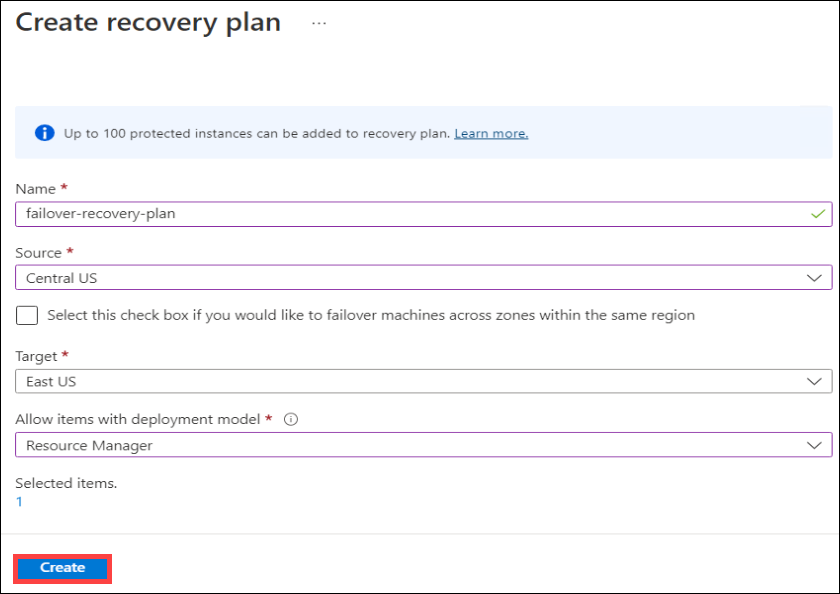 Create recovery plan ...
Up to 100 protected instances can be added to recovery plan. Learn more.
Name *
failover-recovery-plan
Source *
Central US
Select this check box if you would like to failover machines across zones within the same region
Target *
East US
Allow items with deployment model *
Resource Manager
Selected items.
1
Create